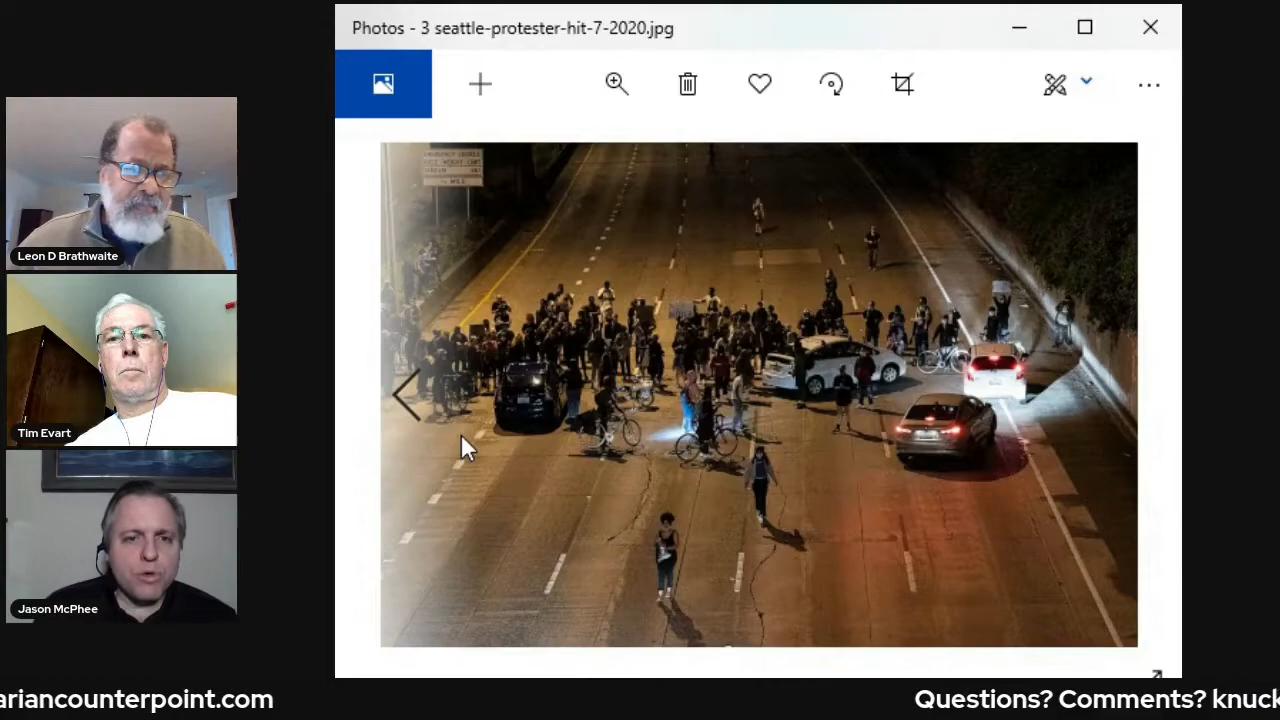 Photos - 3 seattle-protester-hit-7-2020.jpg
Leon D Brathwaite
Tim Evart
Jason McPhee
ariancounterpoint.com
Questions? Comments? knuck